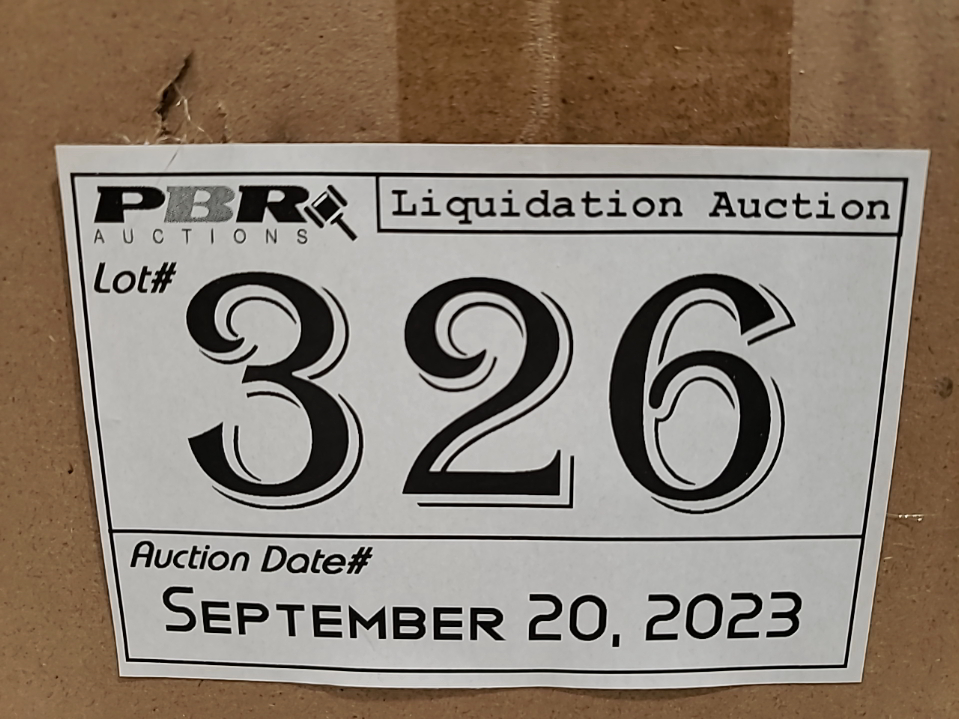 PBR
AUCTIONS
Liquidation Auction
Lot#
326
Auction Date#
September 20, 2023